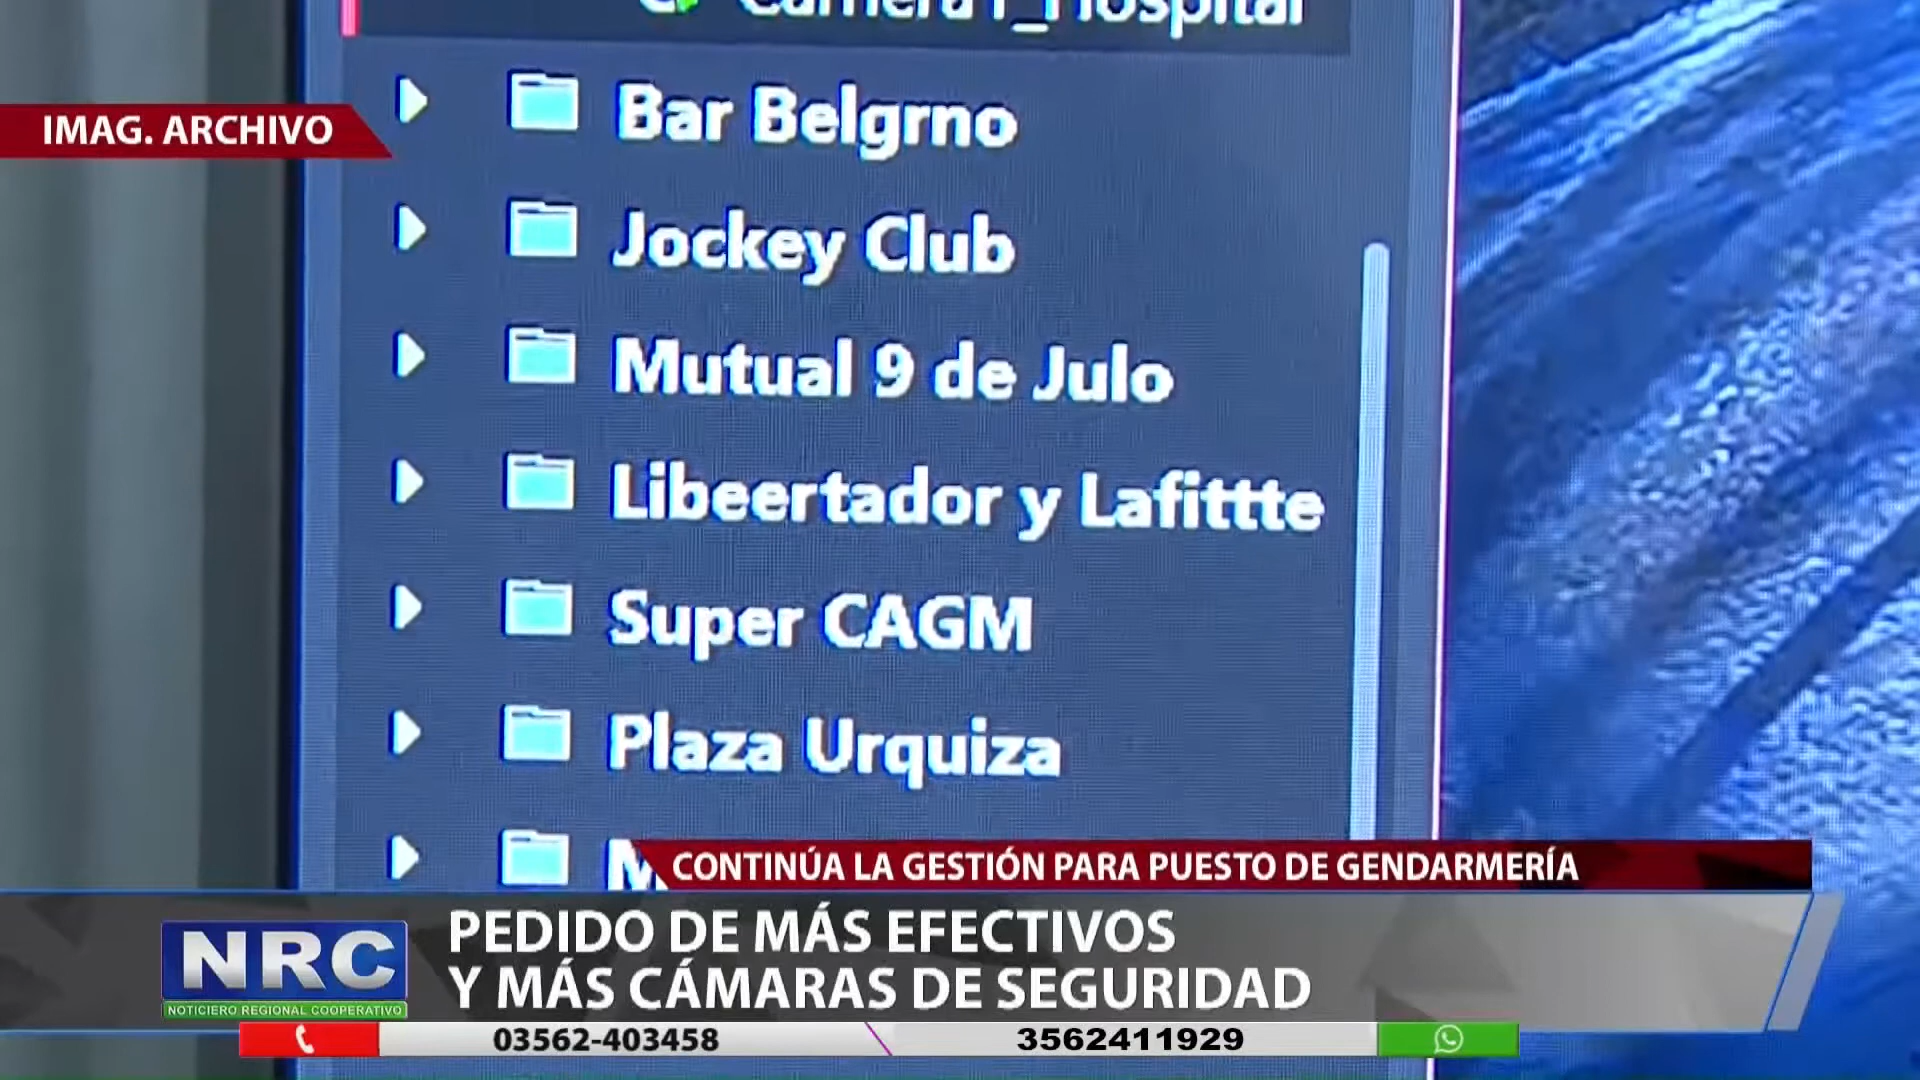 Camera1_Hospital
IMAG. ARCHIVO
Bar Belgrno
Jockey Club
Mutual 9 de Julo
Libeertador y Lafittte
Super CAGM
Plaza Urquiza
CONTINÚA LA GESTIÓN PARA PUESTO DE GENDARMERÍA
PEDIDO DE MÁS EFECTIVOS
Y MÁS CÁMARAS DE SEGURIDAD
NRC
NOTICIERO REGIONAL COOPERATIVO
03562-403458
3562411929